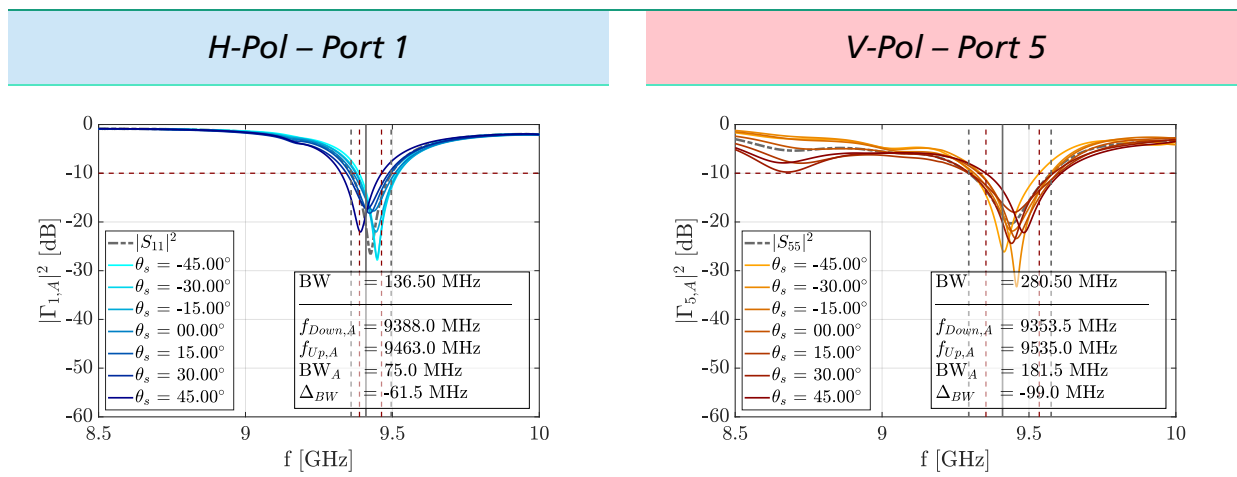 H-Pol – Port 1
V-Pol – Port 5
0
-10
-20
-30
-40
-50
-60
|Γ1,A|² [dB]
|S11|²
θs = -45.00°
θs = -30.00°
θs = -15.00°
θs = 00.00°
θs = 15.00°
θs = 30.00°
θs = 45.00°
BW = 136.50 MHz
fDown,A = 9388.0 MHz
fUp,A = 9463.0 MHz
BWA = 75.0 MHz
ΔBW = -61.5 MHz
8.5 9 9.5 10
f [GHz]
0
-10
-20
-30
-40
-50
-60
|Γ5,A|² [dB]
|S55|²
θs = -45.00°
θs = -30.00°
θs = -15.00°
θs = 00.00°
θs = 15.00°
θs = 30.00°
θs = 45.00°
BW = 280.50 MHz
fDown,A = 9353.5 MHz
fUp,A = 9535.0 MHz
BWA = 181.5 MHz
ΔBW = -99.0 MHz
8.5 9 9.5 10
f [GHz]